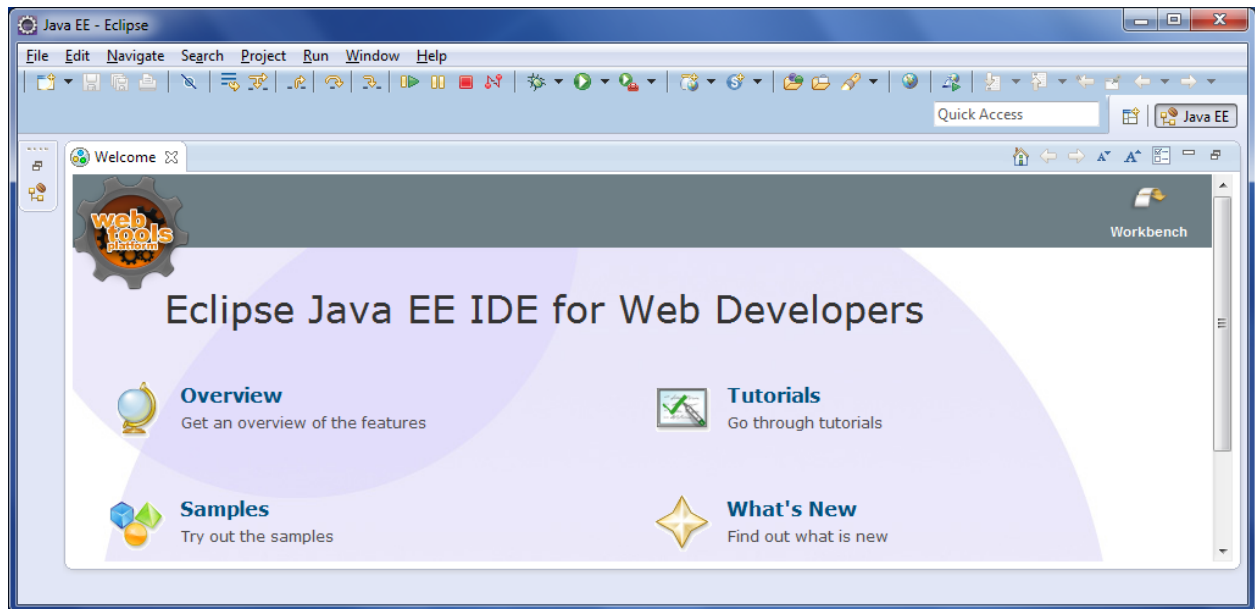 Java EE - Eclipse
File Edit Navigate Search Project Run Window Help
Quick Access
Java EE
Welcome
web
tools
platform
Workbench
Eclipse Java EE IDE for Web Developers
Overview
Get an overview of the features
Tutorials
Go through tutorials
Samples
Try out the samples
What's New
Find out what is new